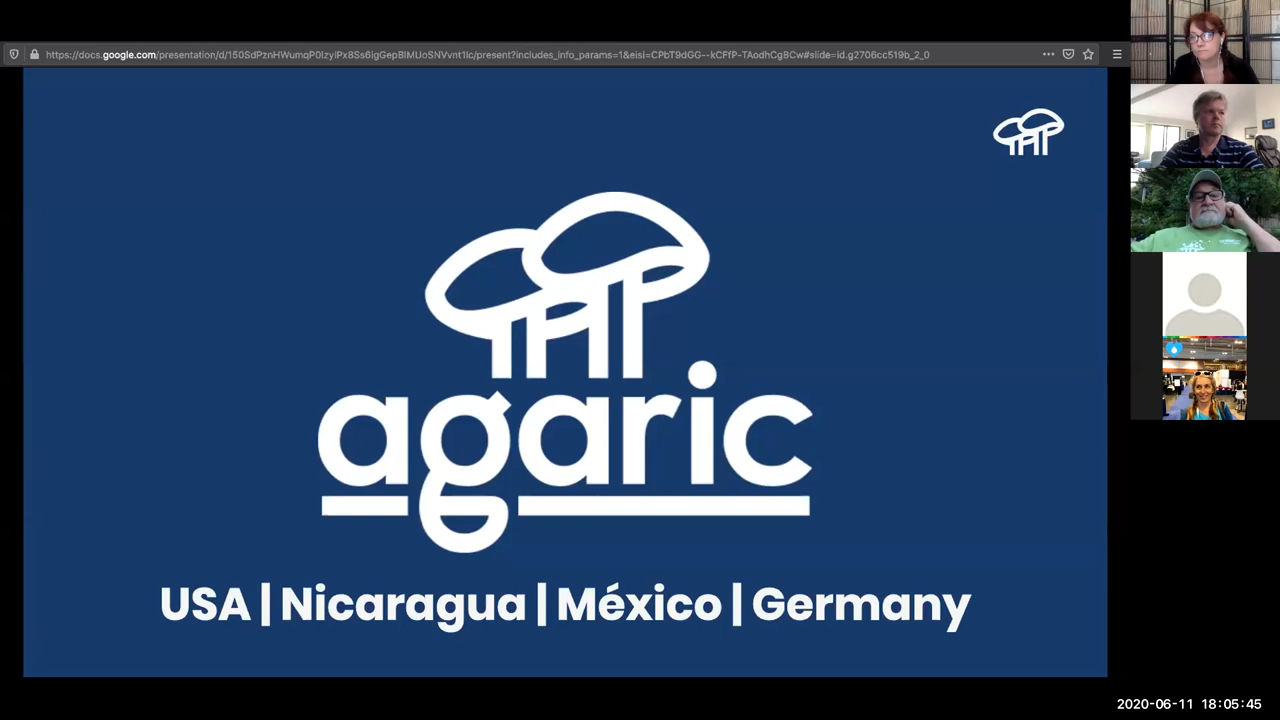 https://docs.google.com/presentation/d/150SdPznHWumqP0IzyIPx8Ss6igGepBIMUoSNVvnt1lc/present?includes_info_params=1&eisi=CPbT9dGG--kCFfP-TAodhCgBCw#slide=id.g2706cc519b_2_0
agaric
USA | Nicaragua | México | Germany
2020-06-11 18:05:45